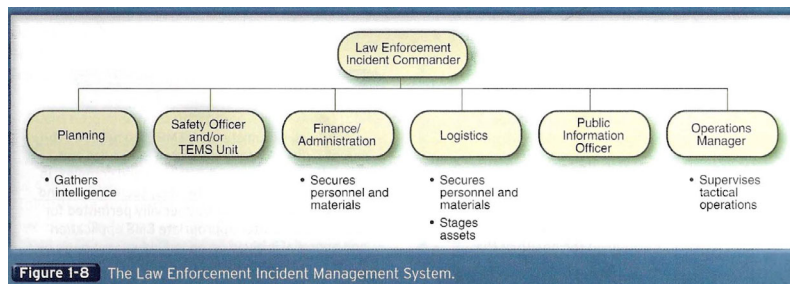 Law Enforcement
Incident Commander
Planning
Safety Officer
and/or
TEMS Unit
Finance/
Administration
Logistics
Public
Information
Officer
Operations
Manager
• Gathers
intelligence
• Secures
personnel and
materials
• Secures
personnel and
materials
• Stages
assets
• Supervises
tactical
operations
Figure 1-8 The Law Enforcement Incident Management System.